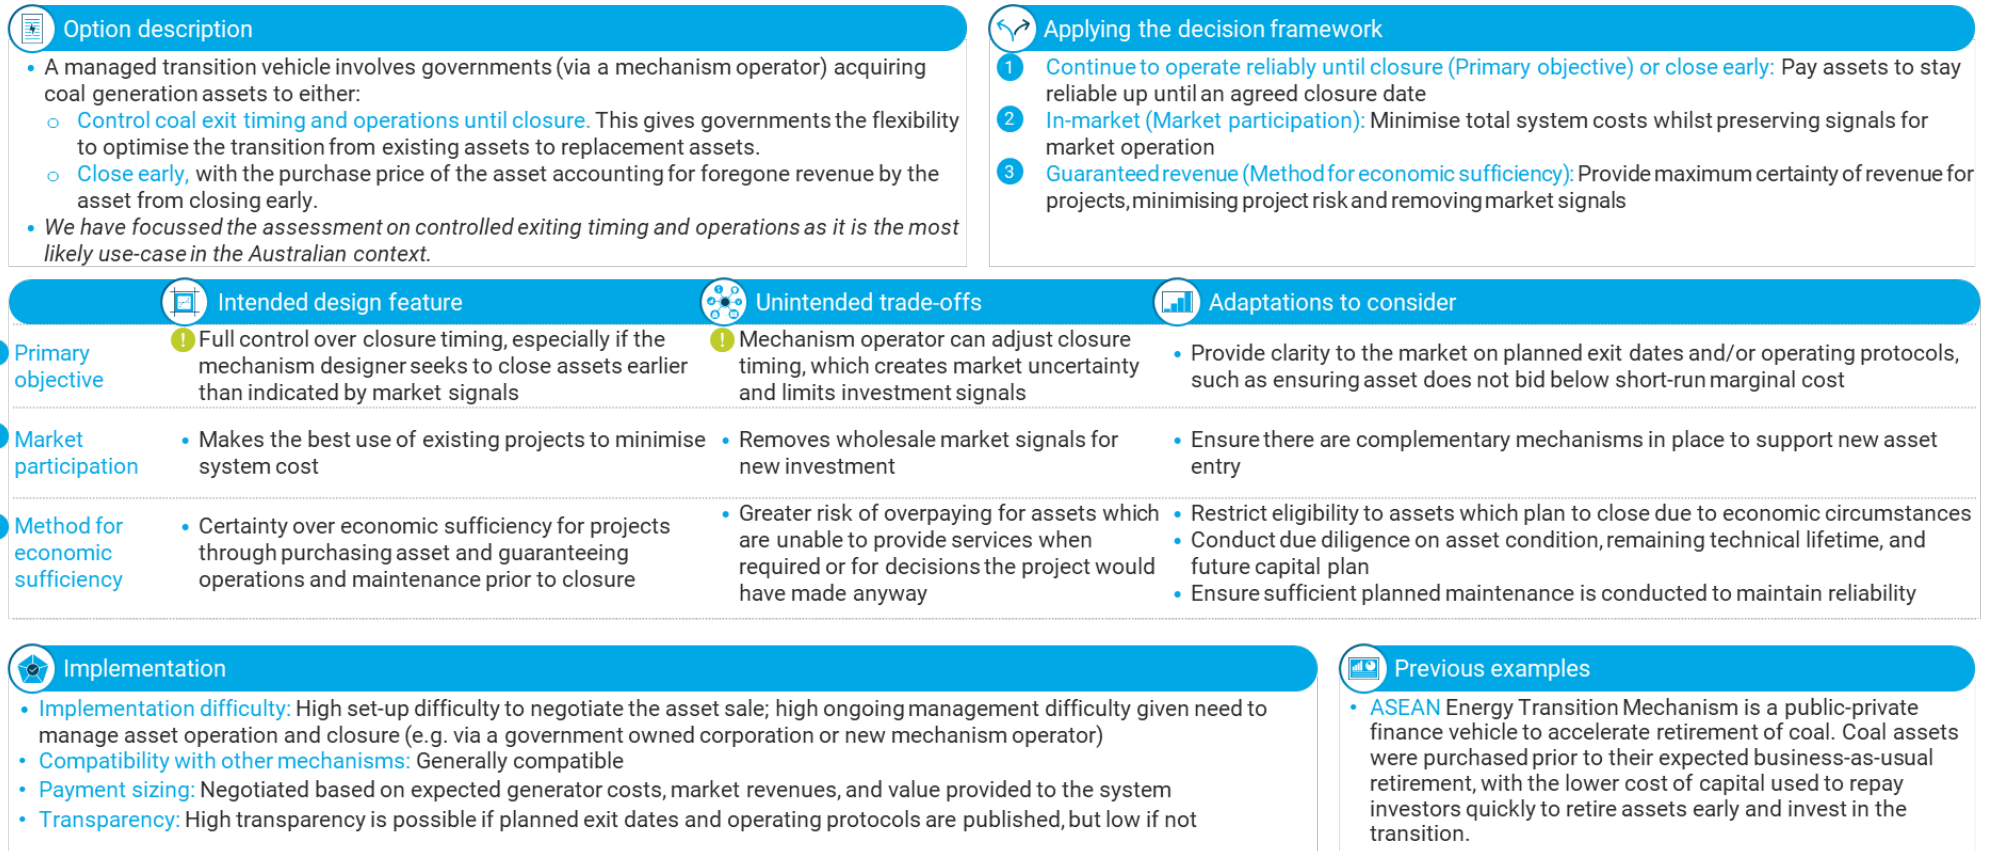 Option description
• A managed transition vehicle involves governments (via a mechanism operator) acquiring
coal generation assets to either:
o Control coal exit timing and operations until closure. This gives governments the flexibility
to optimise the transition from existing assets to replacement assets.
o Close early, with the purchase price of the asset accounting for foregone revenue by the
asset from closing early.
• We have focussed the assessment on controlled exiting timing and operations as it is the most
likely use-case in the Australian context.
Applying the decision framework
1 Continue to operate reliably until closure (Primary objective) or close early: Pay assets to stay
reliable up until an agreed closure date
2 In-market (Market participation): Minimise total system costs whilst preserving signals for
market operation
3 Guaranteed revenue (Method for economic sufficiency): Provide maximum certainty of revenue for
projects, minimising project risk and removing market signals
Intended design feature
Unintended trade-offs
Adaptations to consider
Primary
objective
! Full control over closure timing, especially if the
mechanism designer seeks to close assets earlier
than indicated by market signals
! Mechanism operator can adjust closure
timing, which creates market uncertainty
and limits investment signals
• Provide clarity to the market on planned exit dates and/or operating protocols,
such as ensuring asset does not bid below short-run marginal cost
Market
participation
• Makes the best use of existing projects to minimise
system cost
• Removes wholesale market signals for
new investment
• Ensure there are complementary mechanisms in place to support new asset
entry
Method for
economic
sufficiency
• Certainty over economic sufficiency for projects
through purchasing asset and guaranteeing
operations and maintenance prior to closure
• Greater risk of overpaying for assets which
are unable to provide services when
required or for decisions the project would
have made anyway
• Restrict eligibility to assets which plan to close due to economic circumstances
• Conduct due diligence on asset condition, remaining technical lifetime, and
future capital plan
• Ensure sufficient planned maintenance is conducted to maintain reliability
Implementation
• Implementation difficulty: High set-up difficulty to negotiate the asset sale; high ongoing management difficulty given need to
manage asset operation and closure (e.g. via a government owned corporation or new mechanism operator)
• Compatibility with other mechanisms: Generally compatible
• Payment sizing: Negotiated based on expected generator costs, market revenues, and value provided to the system
• Transparency: High transparency is possible if planned exit dates and operating protocols are published, but low if not
Previous examples
• ASEAN Energy Transition Mechanism is a public-private
finance vehicle to accelerate retirement of coal. Coal assets
were purchased prior to their expected business-as-usual
retirement, with the lower cost of capital used to repay
investors quickly to retire assets early and invest in the
transition.